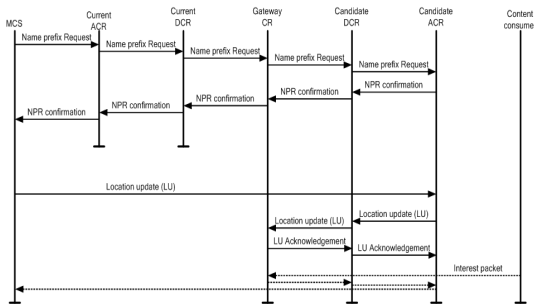 MCS
Current
ACR
Current
DCR
Gateway
CR
Candidate
DCR
Candidate
ACR
Content
consume
Name prefix Request
Name prefix Request
Name prefix Request
Name prefix Request
Name prefix Request
NPR confirmation
NPR confirmation
NPR confirmation
NPR confirmation
NPR confirmation
Location update (LU)
Location update (LU)
Location update (LU)
LU Acknowledgement
LU Acknowledgement
Interest packet